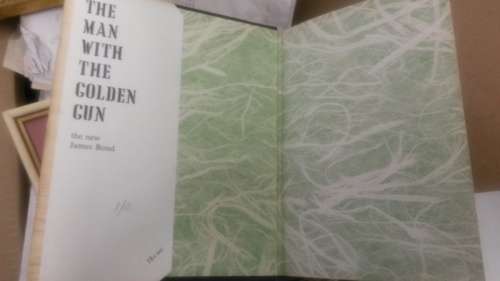 THE
MAN
WITH
THE
GOLDEN
GUN
the new
James Bond